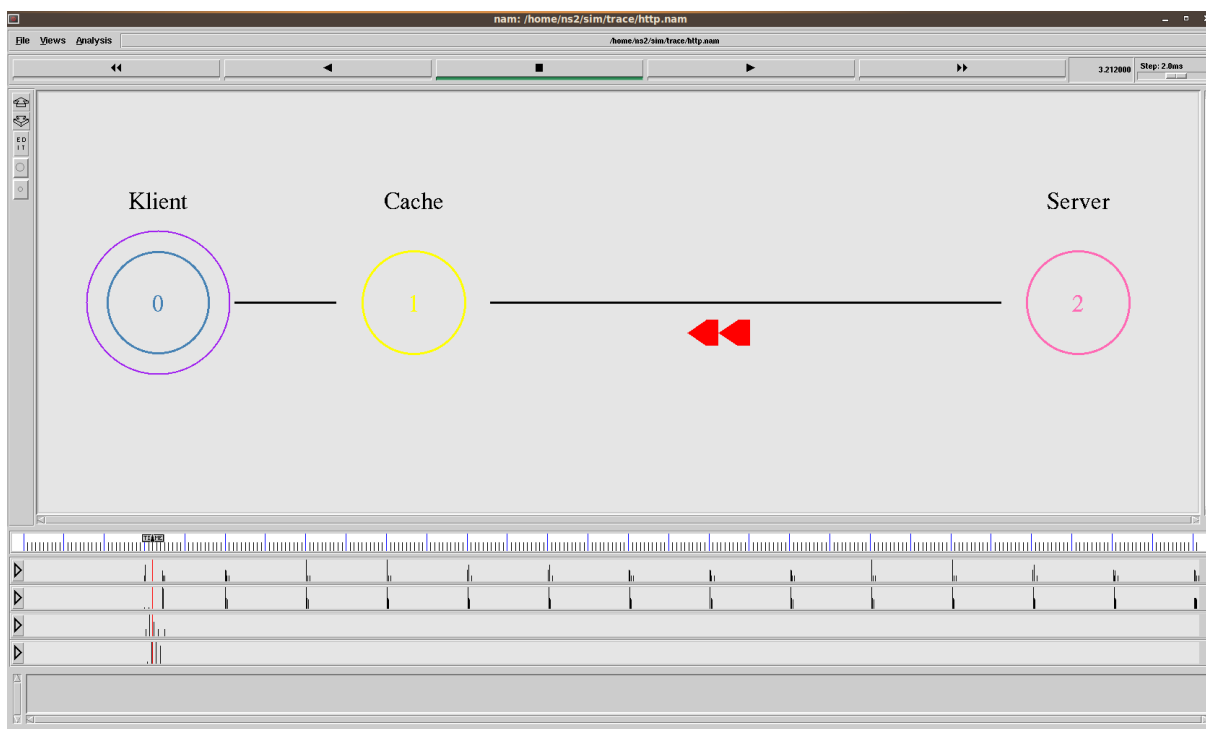 nam: /home/ns2/sim/trace/http.nam
File Views Analysis /home/ns2/sim/trace/http.nam
3.212000 Step: 2.0ms
E D
I T
Klient Cache Server
0 1 2